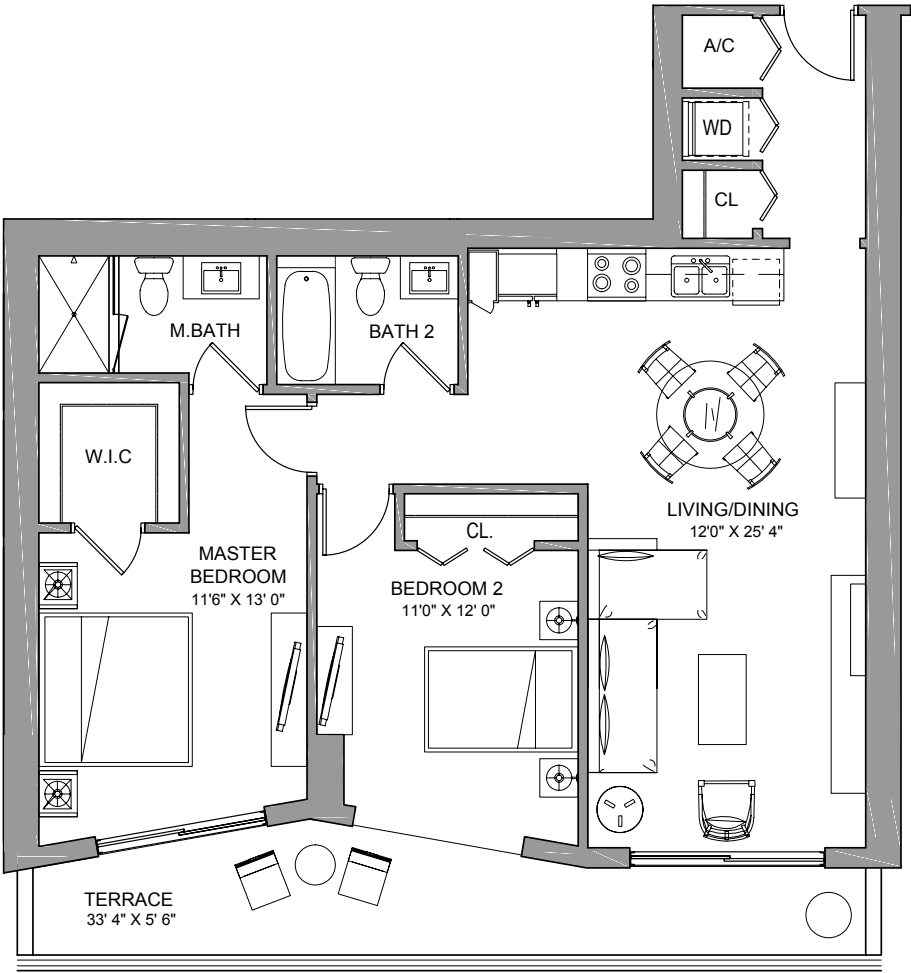 A/C
WD
CL
M.BATH
BATH 2
W.I.C
LIVING/DINING
12'0" X 25' 4"
CL.
MASTER
BEDROOM
11'6" X 13' 0"
BEDROOM 2
11'0" X 12' 0"
TERRACE
33' 4" X 5' 6"